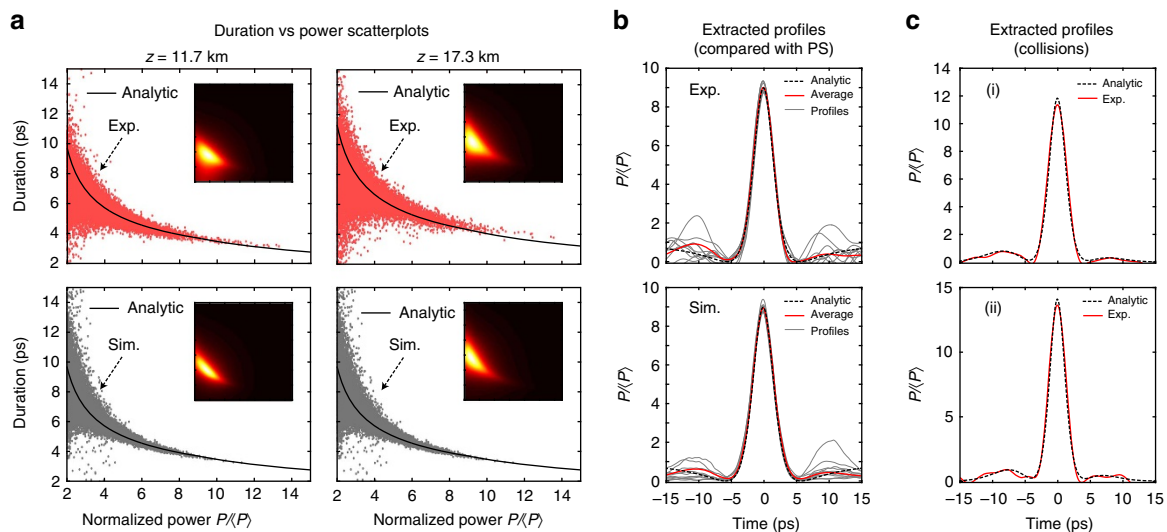 a
Duration vs power scatterplots
z = 11.7 km
z = 17.3 km
Duration (ps)
14
12
10
8
6
4
2
Analytic
Exp.
Analytic
Exp.
Duration (ps)
14
12
10
8
6
4
2
Analytic
Sim.
Analytic
Sim.
2 4 6 8 10 12 14
2 4 6 8 10 12 14
Normalized power P/⟨P⟩
Normalized power P/⟨P⟩
b
Extracted profiles
(compared with PS)
P/⟨P⟩
10
8
6
4
2
0
Exp.
Analytic
Average
Profiles
P/⟨P⟩
10
8
6
4
2
0
Sim.
Analytic
Average
Profiles
−15 −10 −5 0 5 10 15
Time (ps)
c
Extracted profiles
(collisions)
P/⟨P⟩
14
12
10
8
6
4
2
0
(i)
Analytic
Exp.
P/⟨P⟩
15
10
5
0
(ii)
Analytic
Exp.
−15 −10 −5 0 5 10 15
Time (ps)